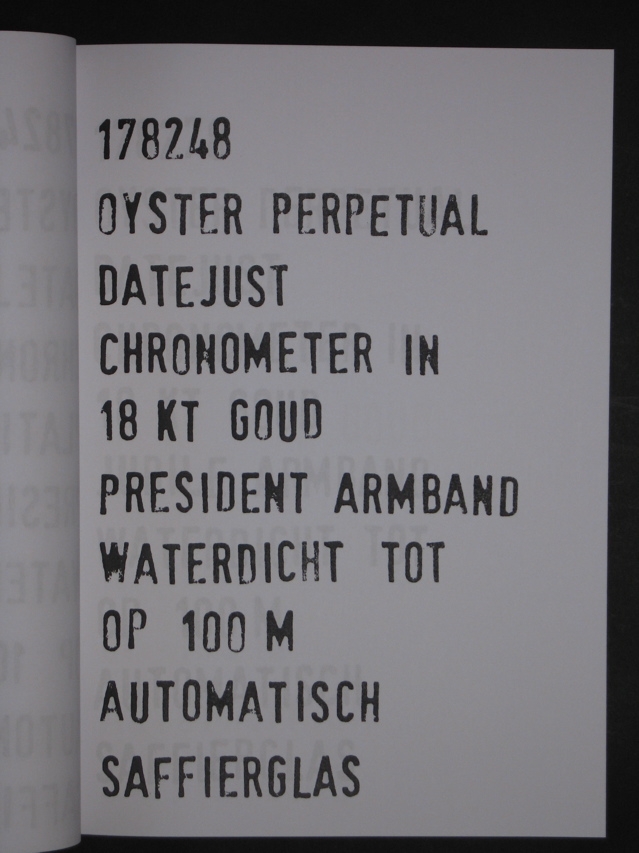 178248
OYSTER PERPETUAL
DATEJUST
CHRONOMETER IN
18 KT GOUD
PRESIDENT ARMBAND
WATERDICHT TOT
OP 100 M
AUTOMATISCH
SAFFIERGLAS